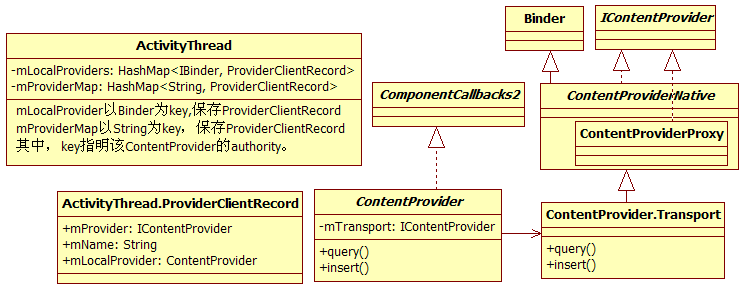 ActivityThread
-mLocalProviders: HashMap<IBinder, ProviderClientRecord>
-mProviderMap: HashMap<String, ProviderClientRecord>
mLocalProvider以Binder为key,保存ProviderClientRecord
mProviderMap以String为key，保存ProviderClientRecord
其中，key指明该ContentProvider的authority。
Binder
IContentProvider
ComponentCallbacks2
ContentProviderNative
ContentProviderProxy
ActivityThread.ProviderClientRecord
+mProvider: IContentProvider
+mName: String
+mLocalProvider: ContentProvider
ContentProvider
-mTransport: IContentProvider
+query()
+insert()
ContentProvider.Transport
+query()
+insert()